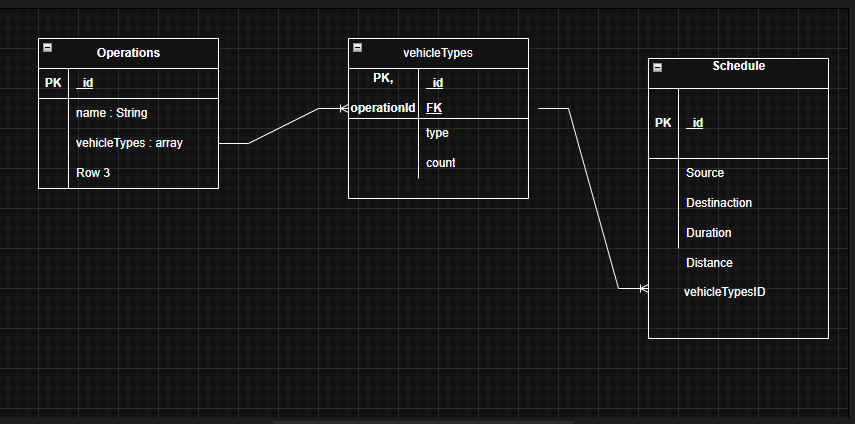 Operations
PK _id
name : String
vehicleTypes : array
Row 3
vehicleTypes
PK, _id
operationId FK
type
count
Schedule
PK _id
Source
Destinaction
Duration
Distance
vehicleTypesID